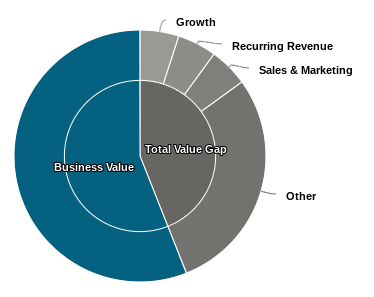 Growth
Recurring Revenue
Sales & Marketing
Total Value Gap
Business Value
Other